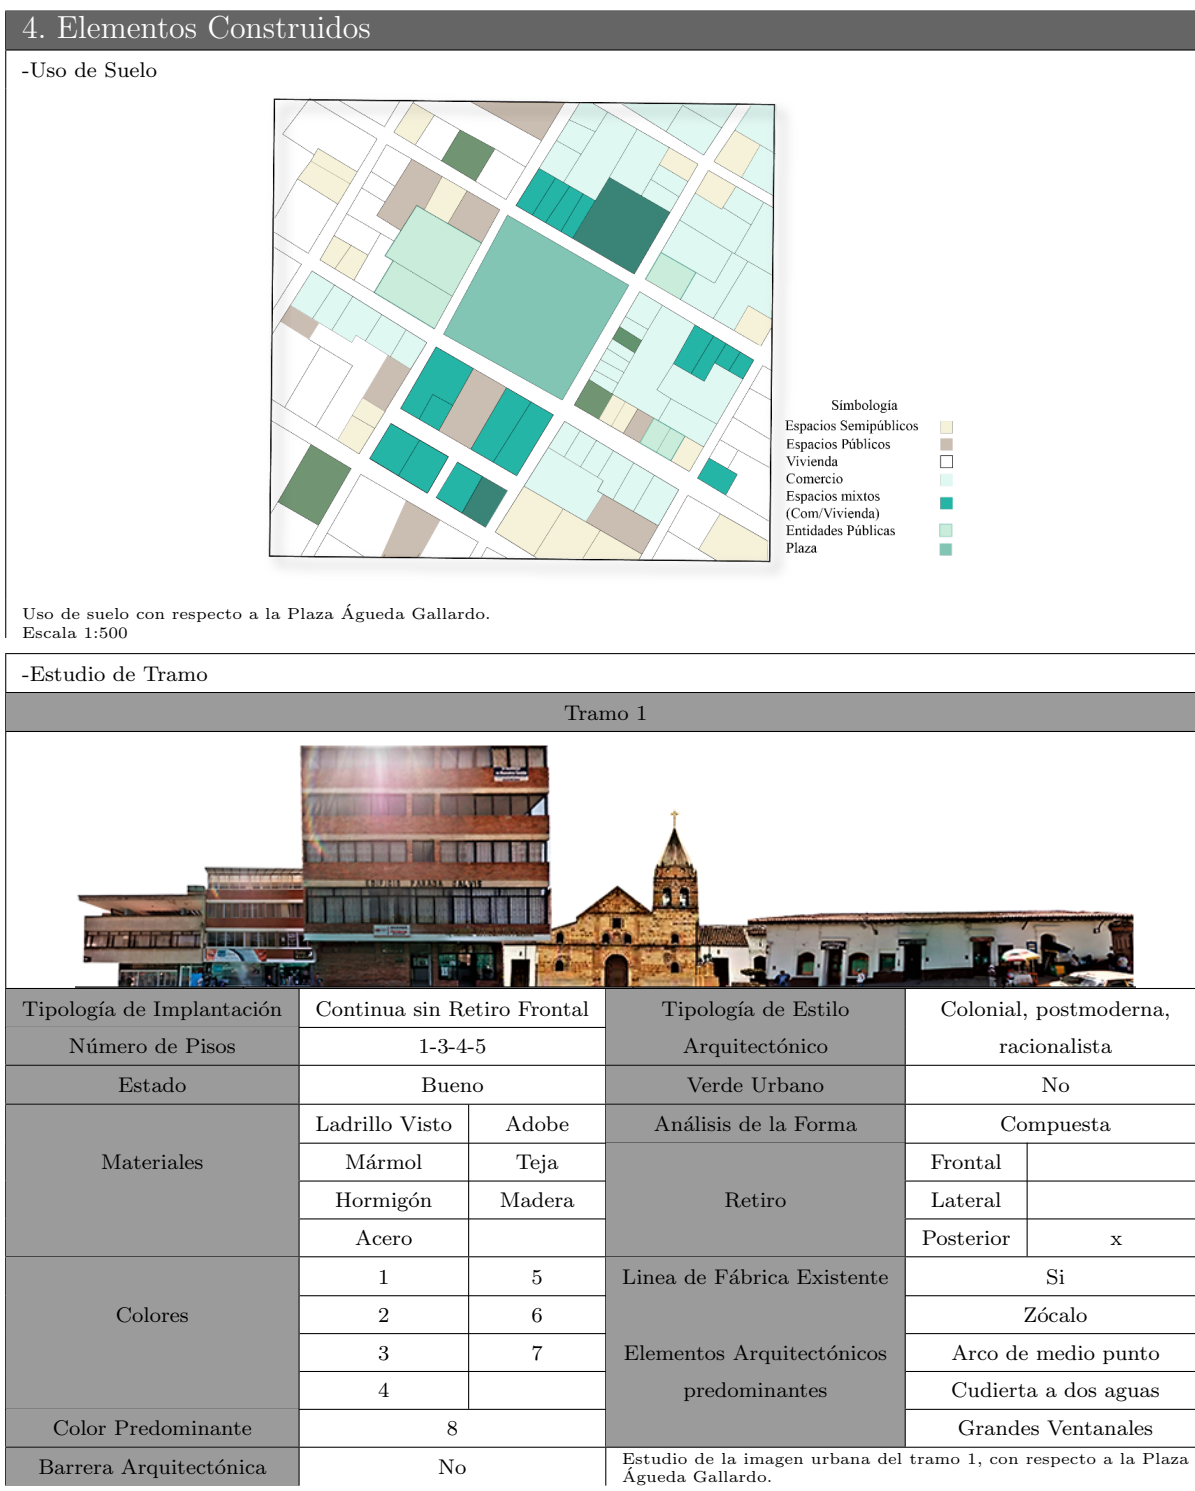 4. Elementos Construidos
-Uso de Suelo
Símbología
Espacios Semipúblicos
Espacios Públicos
Vivienda
Comercio
Espacios mixtos
(Com/Vivienda)
Entidades Públicas
Plaza
Uso de suelo con respecto a la Plaza Águeda Gallardo.
Escala 1:500
-Estudio de Tramo
Tramo 1
EDIFICIO PARADA GALVIS
Tipología de Implantación Continua sin Retiro Frontal
Número de Pisos 1-3-4-5
Tipología de Estilo
Arquitectónico
Colonial, postmoderna,
racionalista
Estado Bueno Verde Urbano No
Materiales
Ladrillo Visto Adobe
Mármol Teja
Hormigón Madera
Acero
Análisis de la Forma Compuesta
Retiro
Frontal
Lateral
Posterior x
Colores
1 5
2 6
3 7
4
Linea de Fábrica Existente Si
Elementos Arquitectónicos
predominantes
Zócalo
Arco de medio punto
Cudierta a dos aguas
Grandes Ventanales
Color Predominante 8
Barrera Arquitectónica No
Estudio de la imagen urbana del tramo 1, con respecto a la Plaza
Águeda Gallardo.